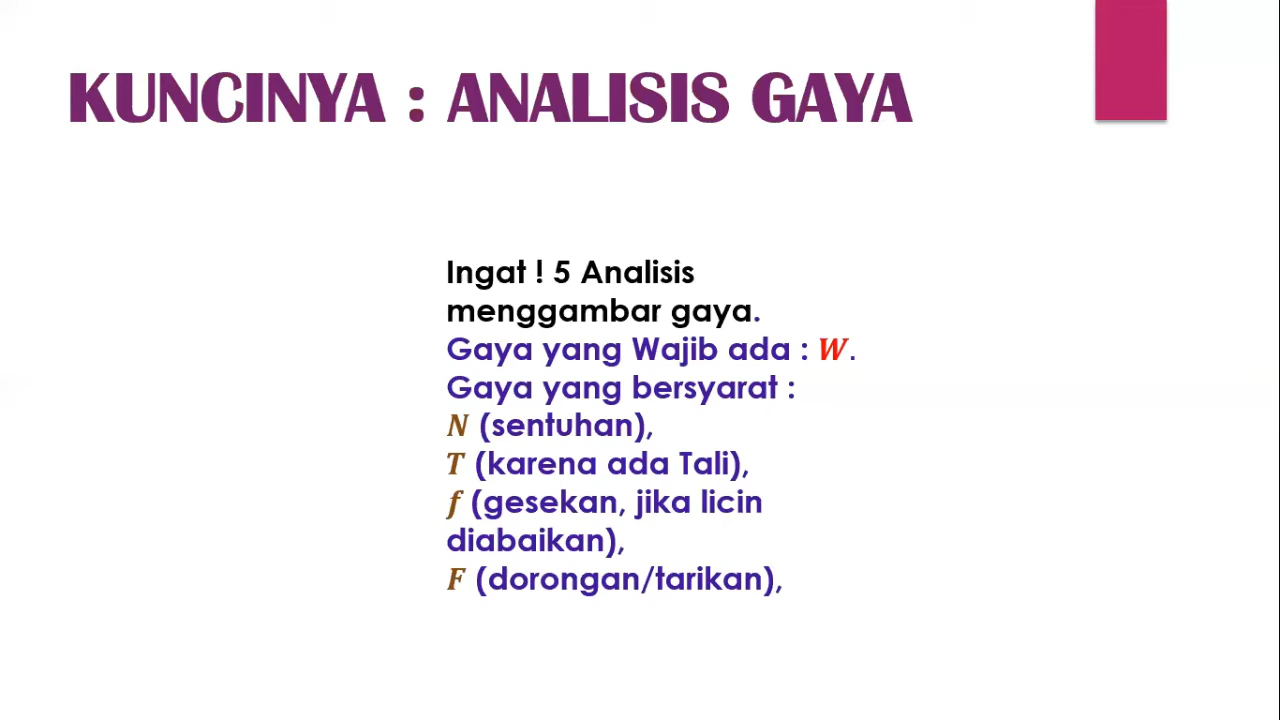 KUNCINYA : ANALISIS GAYA
Ingat ! 5 Analisis
menggambar gaya.
Gaya yang Wajib ada : W.
Gaya yang bersyarat :
N (sentuhan),
T (karena ada Tali),
f (gesekan, jika licin
diabaikan),
F (dorongan/tarikan),